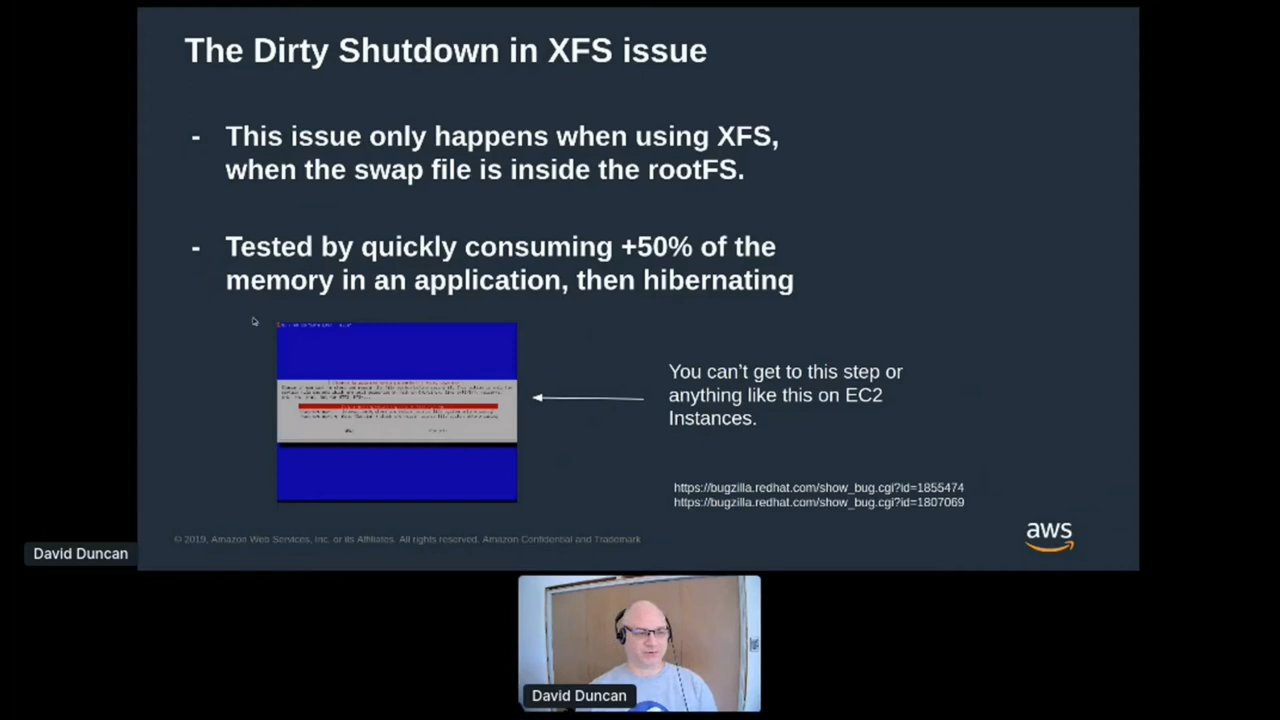 The Dirty Shutdown in XFS issue
- This issue only happens when using XFS,
when the swap file is inside the rootFS.
- Tested by quickly consuming +50% of the
memory in an application, then hibernating
You can't get to this step or
anything like this on EC2
Instances.
https://bugzilla.redhat.com/show_bug.cgi?id=1855474
https://bugzilla.redhat.com/show_bug.cgi?id=1807069
© 2019, Amazon Web Services, Inc. or its Affiliates. All rights reserved. Amazon Confidential and Trademark
aws
David Duncan
David Duncan